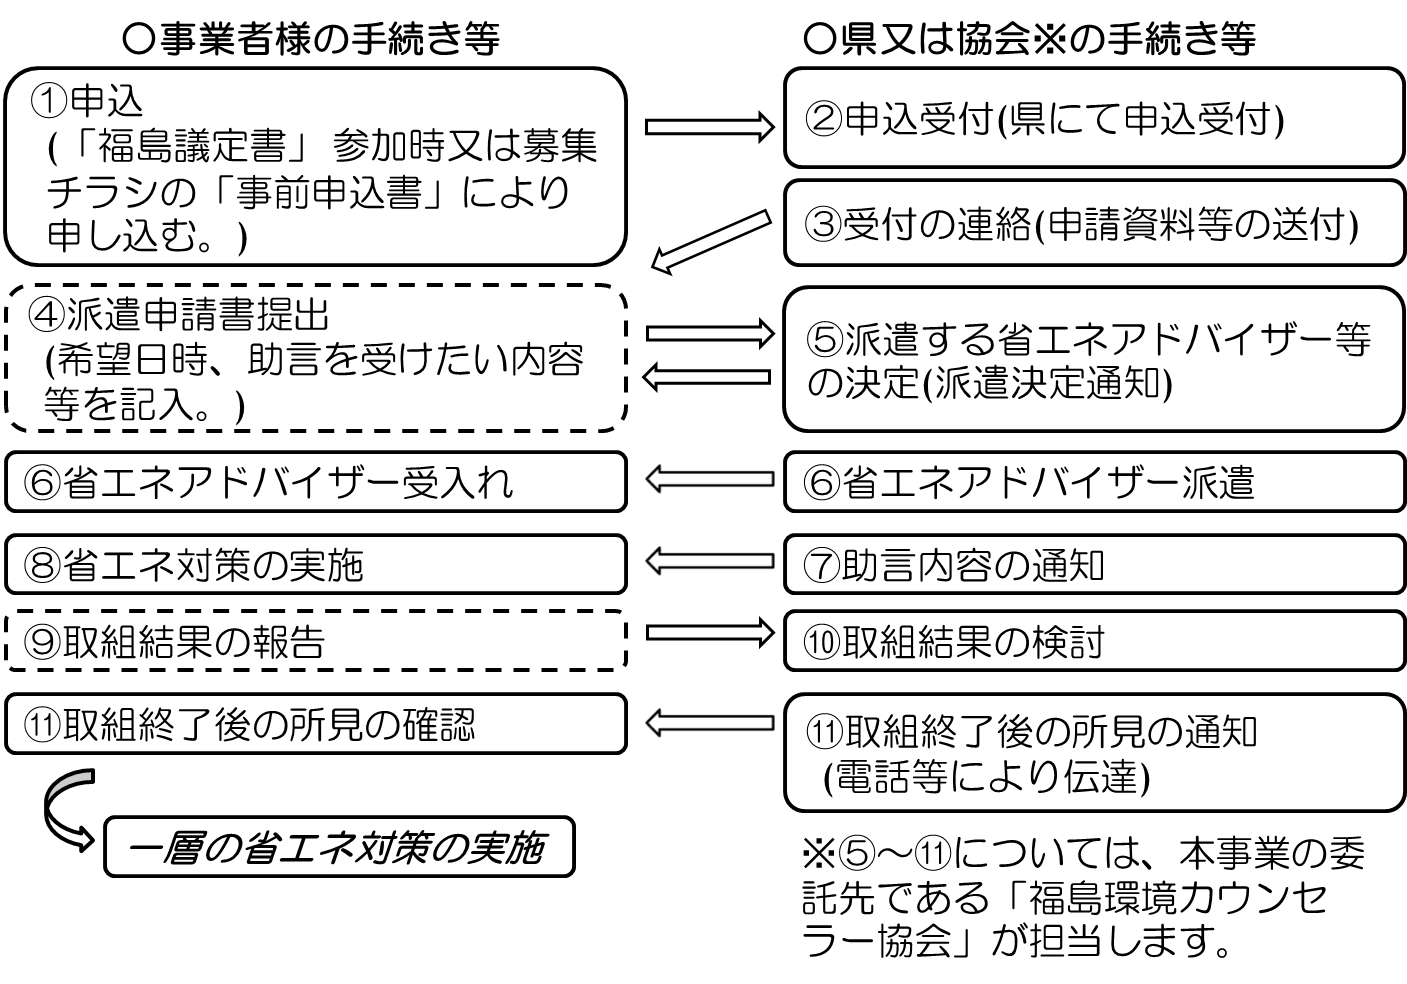 〇事業者様の手続き等
①申込
(「福島議定書」 参加時又は募集
チラシの「事前申込書」により
申し込む。)
④派遣申請書提出
(希望日時、助言を受けたい内容
等を記入。)
⑥省エネアドバイザー受入れ
⑧省エネ対策の実施
⑨取組結果の報告
⑪取組終了後の所見の確認
一層の省エネ対策の実施
〇県又は協会※の手続き等
②申込受付(県にて申込受付)
③受付の連絡(申請資料等の送付)
⑤派遣する省エネアドバイザー等
の決定(派遣決定通知)
⑥省エネアドバイザー派遣
⑦助言内容の通知
⑩取組結果の検討
⑪取組終了後の所見の通知
(電話等により伝達)
※⑤～⑪については、本事業の委
託先である「福島環境カウンセ
ラー協会」が担当します。